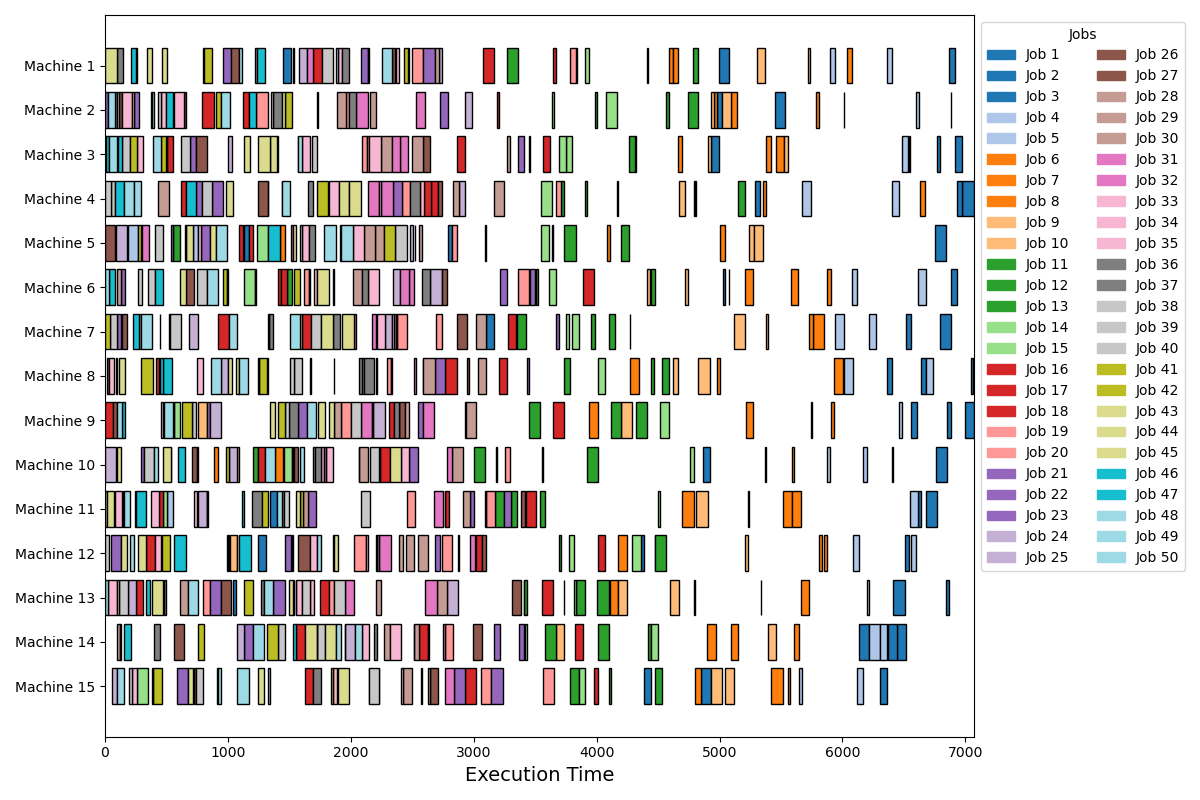 Machine 1
Machine 2
Machine 3
Machine 4
Machine 5
Machine 6
Machine 7
Machine 8
Machine 9
Machine 10
Machine 11
Machine 12
Machine 13
Machine 14
Machine 15
0 1000 2000 3000 4000 5000 6000 7000
Execution Time
Jobs
Job 1
Job 2
Job 3
Job 4
Job 5
Job 6
Job 7
Job 8
Job 9
Job 10
Job 11
Job 12
Job 13
Job 14
Job 15
Job 16
Job 17
Job 18
Job 19
Job 20
Job 21
Job 22
Job 23
Job 24
Job 25
Job 26
Job 27
Job 28
Job 29
Job 30
Job 31
Job 32
Job 33
Job 34
Job 35
Job 36
Job 37
Job 38
Job 39
Job 40
Job 41
Job 42
Job 43
Job 44
Job 45
Job 46
Job 47
Job 48
Job 49
Job 50